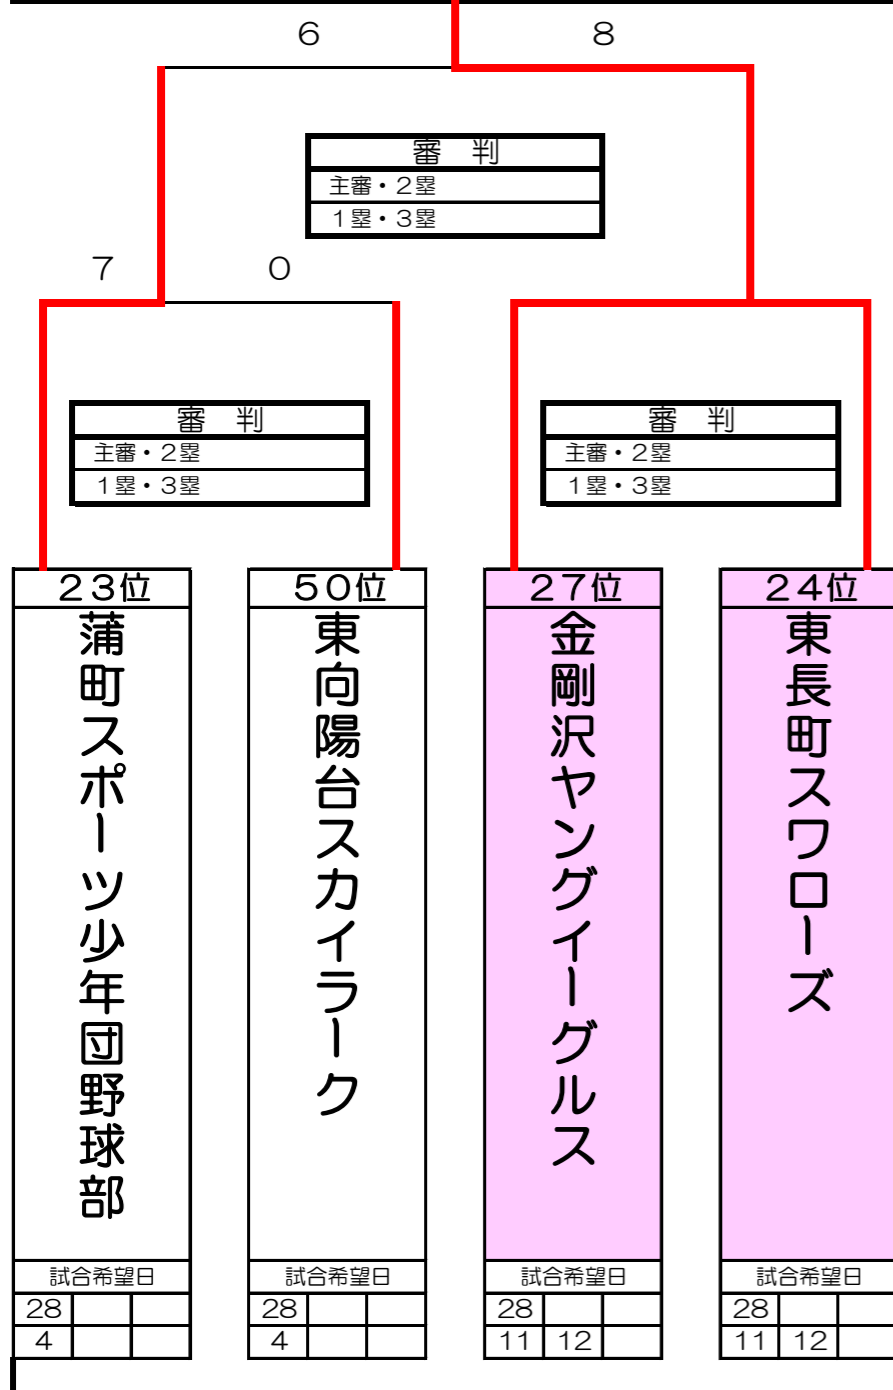 ６ ８
審 判
主審・２塁
１塁・３塁
７ ０
審 判
主審・２塁
１塁・３塁
審 判
主審・２塁
１塁・３塁
２３位
蒲町スポーツ少年団野球部
試合希望日
28
4
５０位
東向陽台スカイラーク
試合希望日
28
4
２７位
金剛沢ヤングイーグルス
試合希望日
28
11 12
２４位
東長町スワローズ
試合希望日
28
11 12